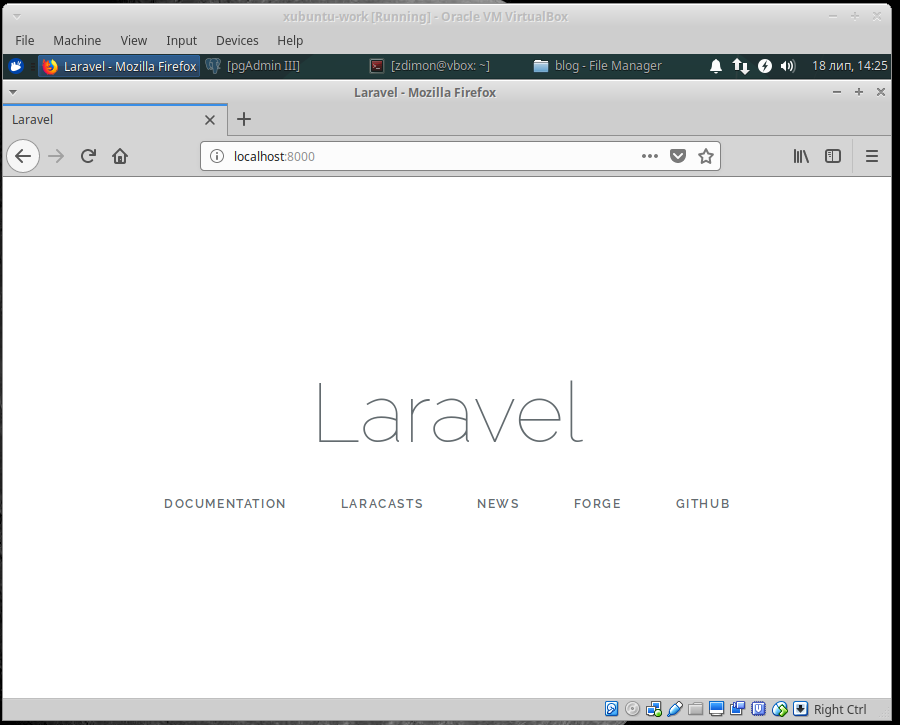 xubuntu-work [Running] - Oracle VM VirtualBox
File Machine View Input Devices Help
Laravel - Mozilla Firefox [pgAdmin III] [zdimon@vbox: ~] blog - File Manager 18 лип, 14:25
Laravel - Mozilla Firefox
Laravel
localhost:8000
Laravel
DOCUMENTATION LARACASTS NEWS FORGE GITHUB
Right Ctrl